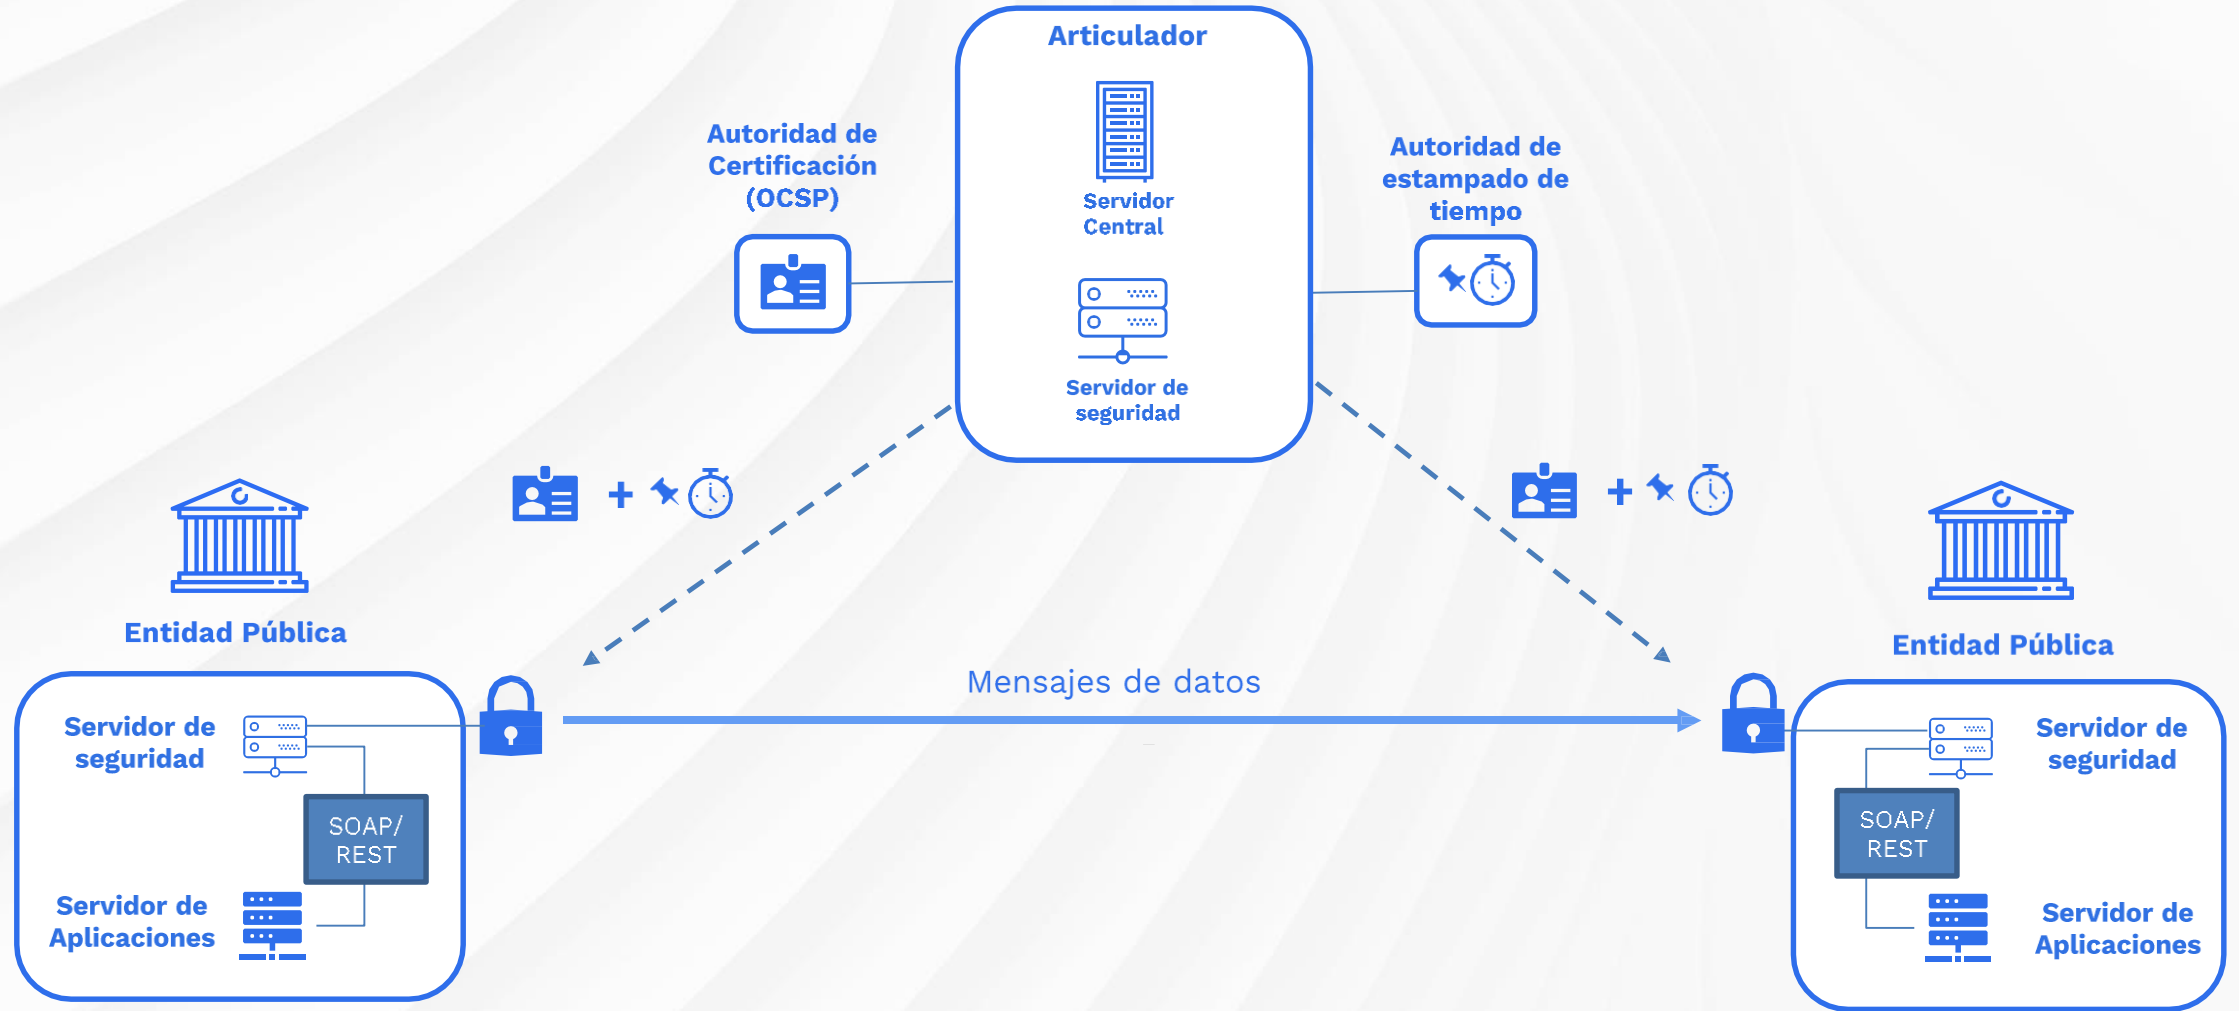 Articulador
Servidor
Central
Servidor de
seguridad
Autoridad de
Certificación
(OCSP)
Autoridad de
estampado de
tiempo
Entidad Pública
Servidor de
seguridad
SOAP/
REST
Servidor de
Aplicaciones
Mensajes de datos
Entidad Pública
Servidor de
seguridad
SOAP/
REST
Servidor de
Aplicaciones